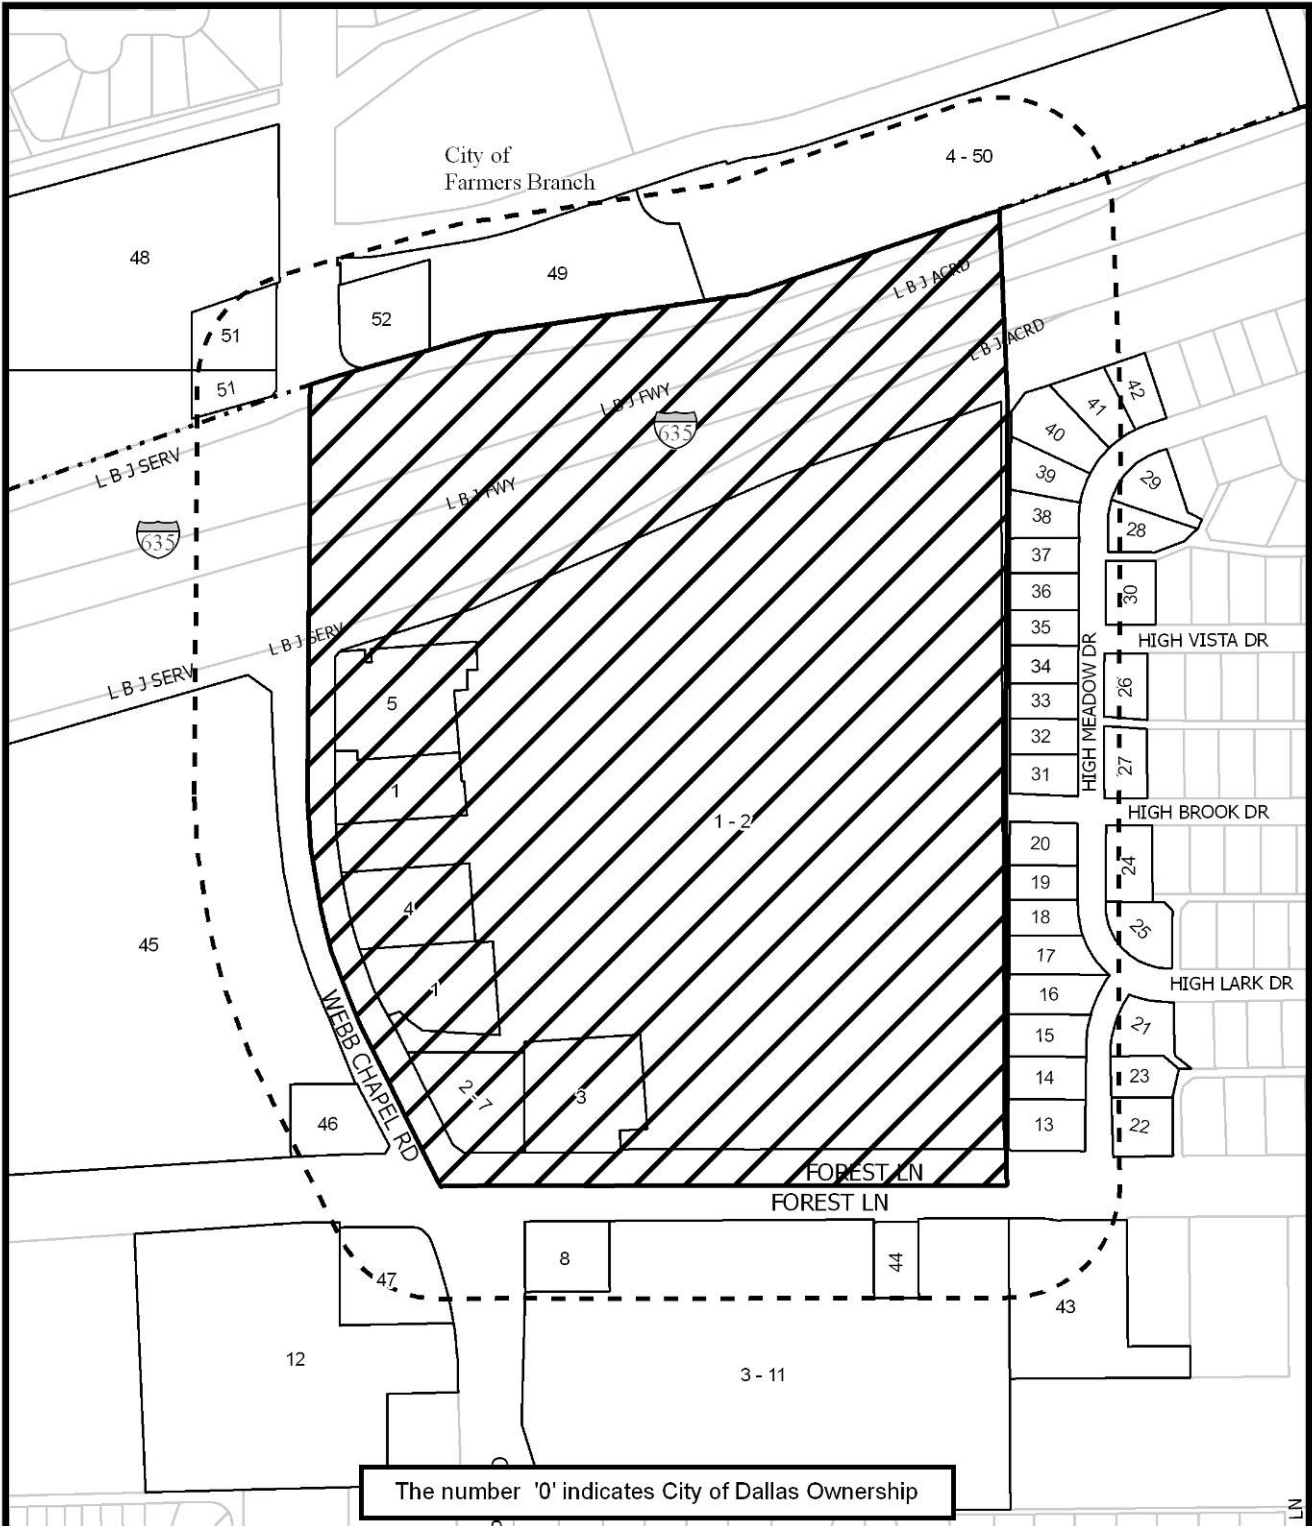 City of
Farmers Branch
4 - 50
48
49
L B J ACRD
52
51
L B J ACRD
51
42
L B J FWY
41
635
40
L B J SERV
39
29
L B J FWY
38
28
635
37
36
30
L B J SERV
35
HIGH VISTA DR
L B J SERV
34
26
5
33
HIGH MEADOW DR
32
27
31
1
HIGH BROOK DR
1 - 2
20
24
19
4
18
25
45
17
HIGH LARK DR
1
16
21
15
WEBB CHAPEL RD
14
23
2 - 7
3
46
13
22
FOREST LN
FOREST LN
8
44
47
43
12
3 - 11
The number '0' indicates City of Dallas Ownership
LN